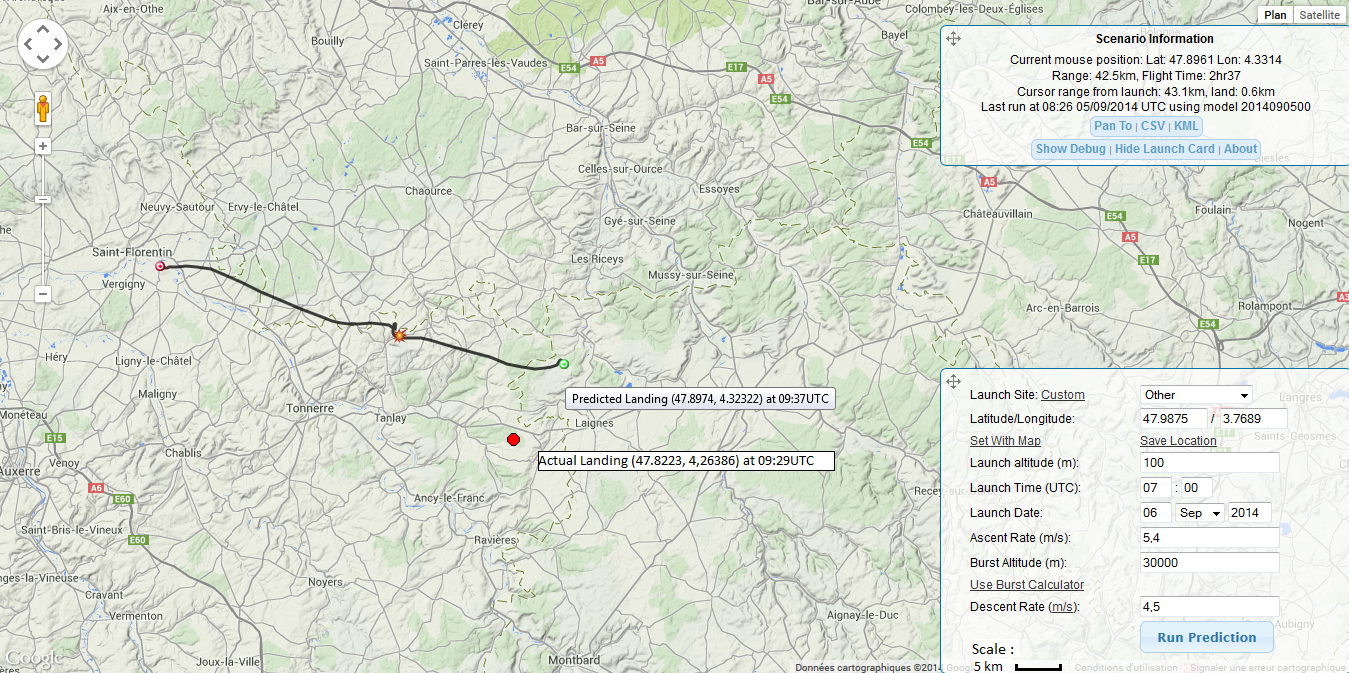 Aix-en-Othe
Bar-sur-Aube
Colombey-les-Deux-Églises
Clérey
Bouilly
Bayel
Saint-Parres-lès-Vaudes
E54
A5
E17
A5
E54
Bar-sur-Seine
E54
E17
Celles-sur-Ource
Essoyes
Chaource
Neuvy-Sautour
Ervy-le-Châtel
Gyé-sur-Seine
Saint-Florentin
Les Riceys
Mussy-sur-Seine
Vergigny
A5
Châteauvillain
E54
Foulain
A5
Nogent
E17
Arc-en-Barrois
Rolampont
A3
E54
Héry
Ligny-le-Châtel
Maligny
Monéteau
Tonnerre
Tanlay
Laignes
E15
Venoy
Chablis
Auxerre
A6
E60
Ancy-le-Franc
Recey-sur-
Saint-Bris-le-Vineux
E60
Ravières
nges-la-Vineuse
Noyers
Cravant
Vermenton
Aignay-le-Duc
Joux-la-Ville
Montbard
Langres
Saints-Geosmes
Aubigny
Plan
Satellite
Scenario Information
Current mouse position: Lat: 47.8961 Lon: 4.3314
Range: 42.5km, Flight Time: 2hr37
Cursor range from launch: 43.1km, land: 0.6km
Last run at 08:26 05/09/2014 UTC using model 2014090500
Pan To | CSV | KML
Show Debug | Hide Launch Card | About
Predicted Landing (47.8974, 4.32322) at 09:37UTC
Actual Landing (47.8223, 4,26386) at 09:29UTC
Launch Site: Custom Other
Latitude/Longitude: 47.9875 / 3.7689
Set With Map Save Location
Launch altitude (m): 100
Launch Time (UTC): 07 : 00
Launch Date: 06 Sep 2014
Ascent Rate (m/s): 5,4
Burst Altitude (m): 30000
Use Burst Calculator
Descent Rate (m/s): 4,5
Run Prediction
Scale :
5 km
Google
Données cartographiques ©2014 Google
Conditions d'utilisation
Signaler une erreur cartographique